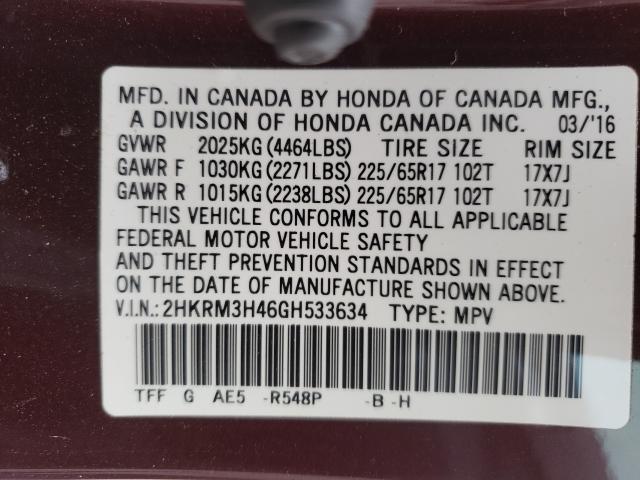 MFD. IN CANADA BY HONDA OF CANADA MFG.,
A DIVISION OF HONDA CANADA INC. 03/'16
GVWR 2025KG(4464LBS) TIRE SIZE RIM SIZE
GAWR F 1030KG(2271LBS) 225/65R17 102T 17X7J
GAWR R 1015KG(2238LBS) 225/65R17 102T 17X7J
THIS VEHICLE CONFORMS TO ALL APPLICABLE
FEDERAL MOTOR VEHICLE SAFETY
AND THEFT PREVENTION STANDARDS IN EFFECT
ON THE DATE OF MANUFACTURE SHOWN ABOVE.
V.I.N.: 2HKRM3H46GH533634 TYPE: MPV
TFF G AE5 -R548P -B -H